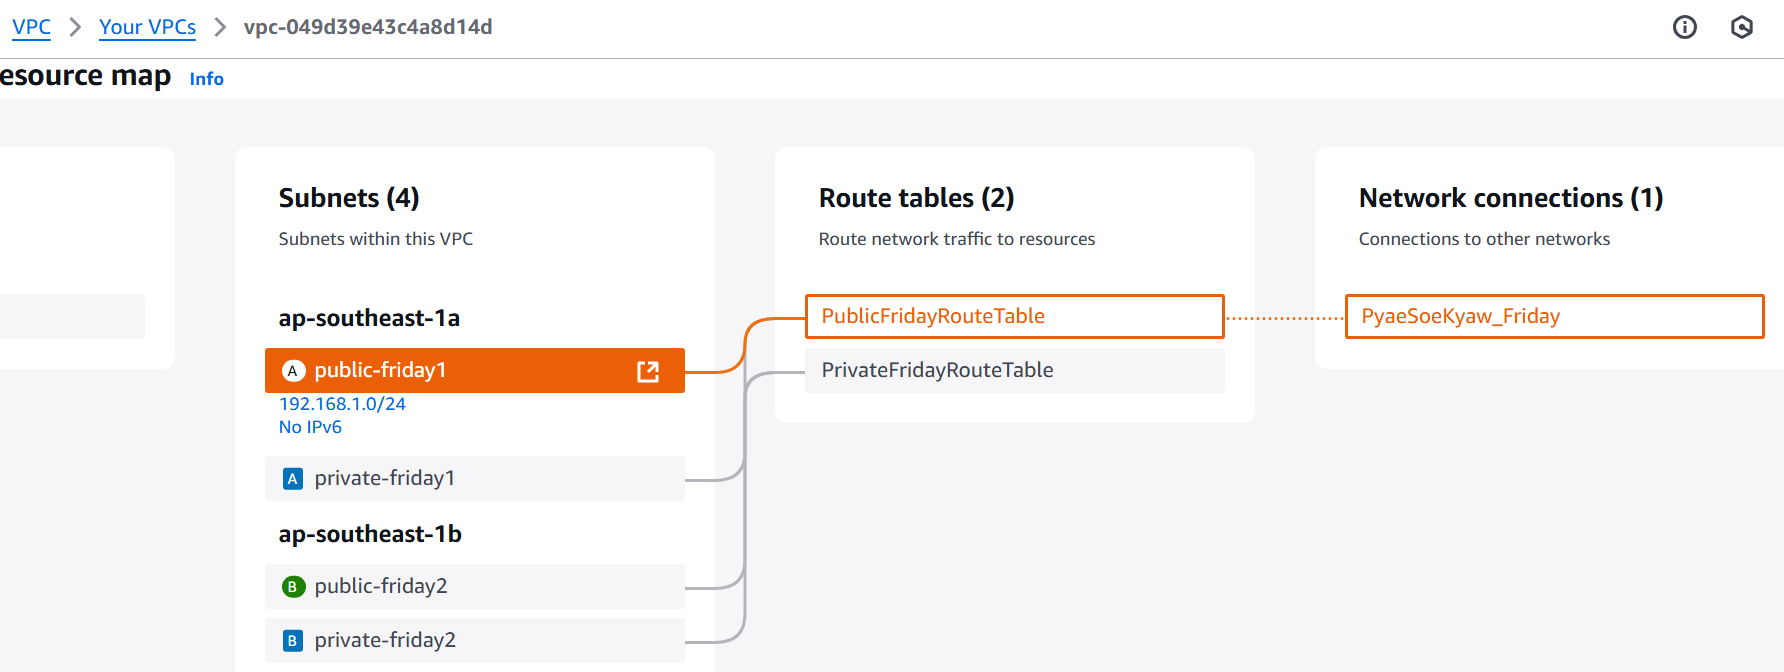 VPC > Your VPCs > vpc-049d39e43c4a8d14d
esource map Info
Subnets (4)
Subnets within this VPC
ap-southeast-1a
A public-friday1
192.168.1.0/24
No IPv6
A private-friday1
ap-southeast-1b
B public-friday2
B private-friday2
Route tables (2)
Route network traffic to resources
PublicFridayRouteTable
PrivateFridayRouteTable
Network connections (1)
Connections to other networks
PyaeSoeKyaw_Friday